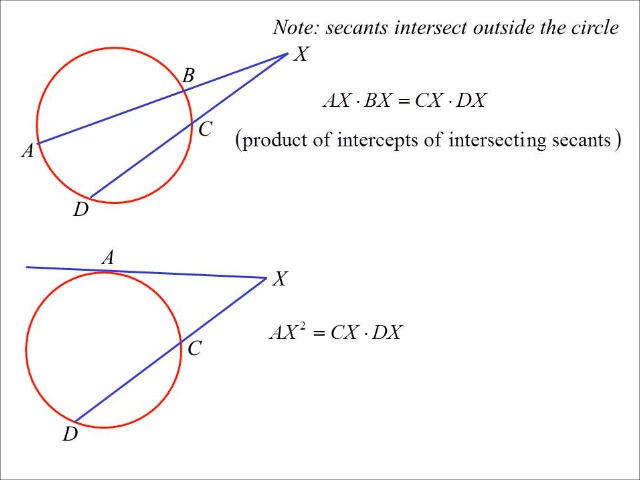 Note: secants intersect outside the circle
X
B
AX · BX = CX · DX
C
(product of intercepts of intersecting secants)
A
D
A
X
AX² = CX · DX
C
D